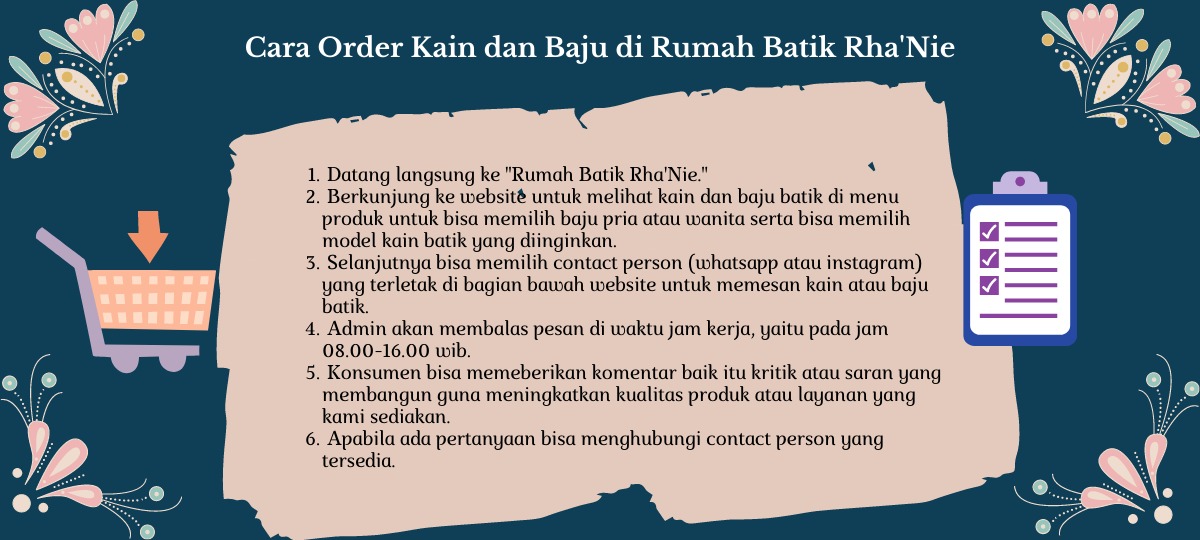 Cara Order Kain dan Baju di Rumah Batik Rha'Nie
1. Datang langsung ke "Rumah Batik Rha'Nie."
2. Berkunjung ke website untuk melihat kain dan baju batik di menu
produk untuk bisa memilih baju pria atau wanita serta bisa memilih
model kain batik yang diinginkan.
3. Selanjutnya bisa memilih contact person (whatsapp atau instagram)
yang terletak di bagian bawah website untuk memesan kain atau baju
batik.
4. Admin akan membalas pesan di waktu jam kerja, yaitu pada jam
08.00-16.00 wib.
5. Konsumen bisa memeberikan komentar baik itu kritik atau saran yang
membangun guna meningkatkan kualitas produk atau layanan yang
kami sediakan.
6. Apabila ada pertanyaan bisa menghubungi contact person yang
tersedia.